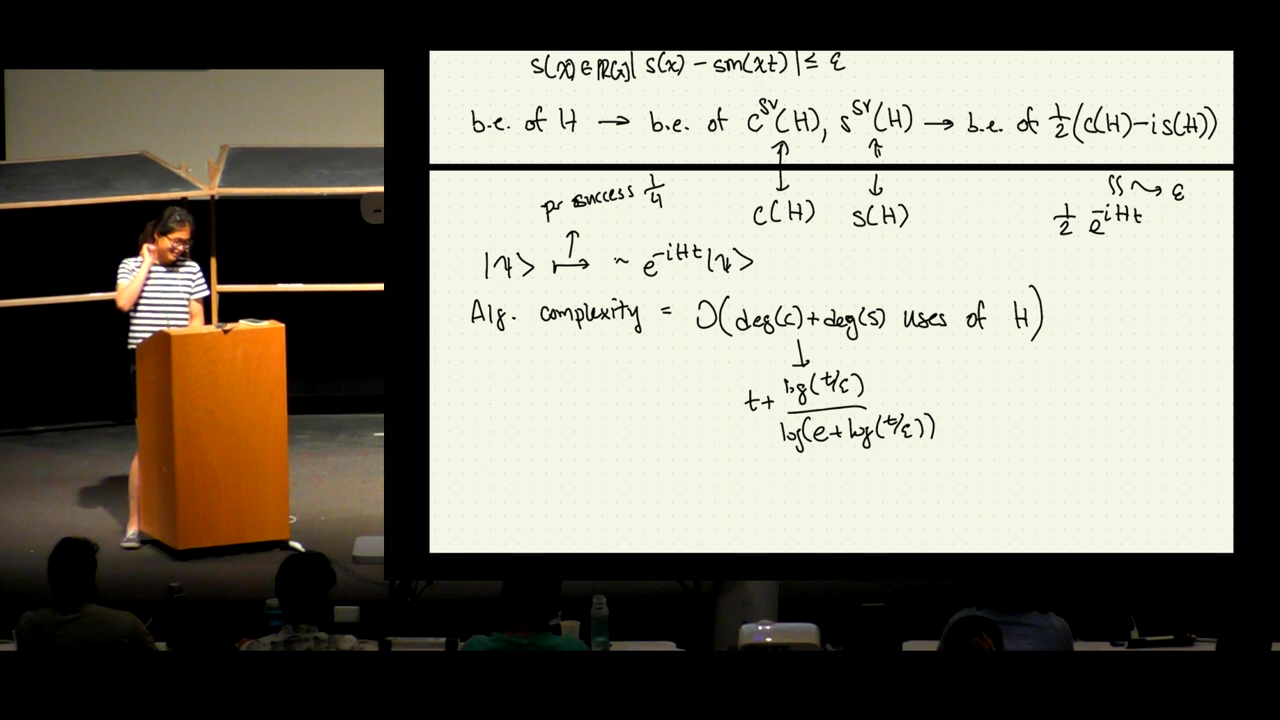 s(x) ∈ ℝ[x] | s(x) - sin(xt) | ≤ ε
b.e. of H → b.e. of c^SV(H), s^SV(H) → b.e. of 1/2 (c(H) - i s(H))
pr success 1/4
c(H) s(H) 1/2 e^-iHt ≈ ⇝ ε
|ψ> ↦ ~ e^-iHt |ψ>
Alg. complexity = O(deg(c)+deg(s) uses of H)
↓
t + log(t/ε) / log(e+log(t/ε))